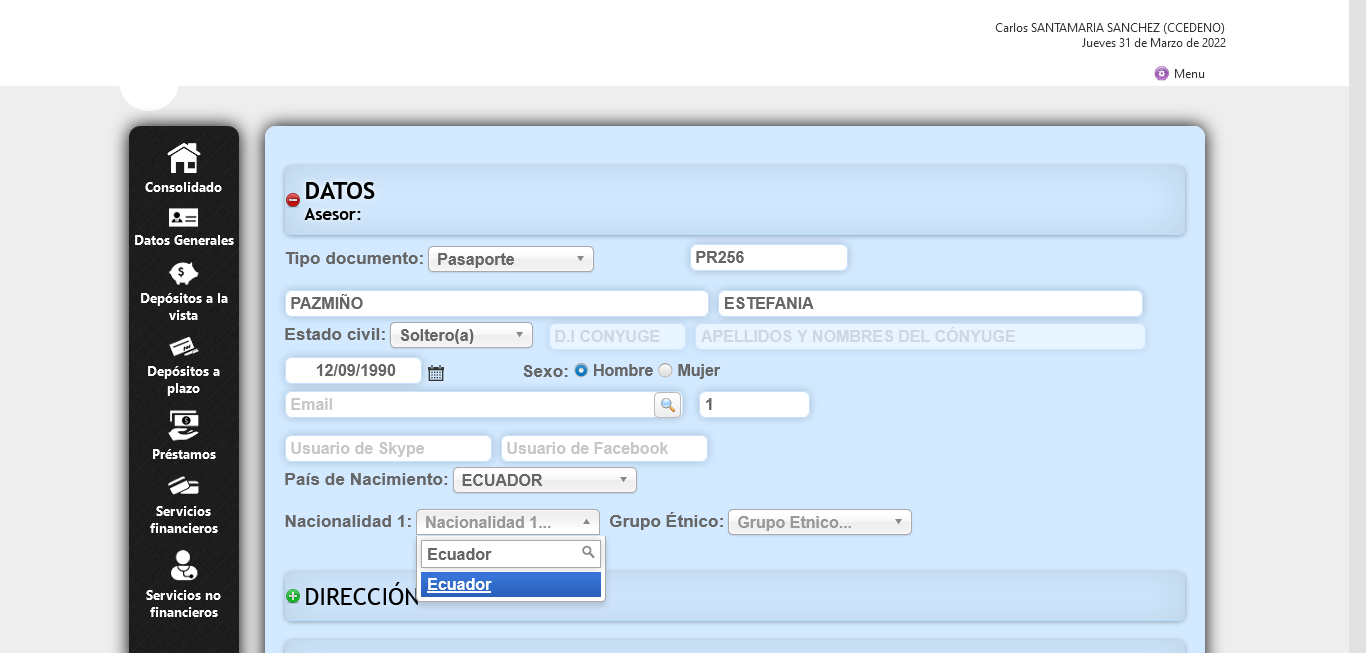 Carlos SANTAMARIA SANCHEZ (CCEDENO)
Jueves 31 de Marzo de 2022
Menu
Consolidado
Datos Generales
Depósitos a la
vista
Depósitos a
plazo
Préstamos
Servicios
financieros
Servicios no
financieros
DATOS
Asesor:
Tipo documento: Pasaporte PR256
PAZMIÑO ESTEFANIA
Estado civil: Soltero(a) D.I CONYUGE APELLIDOS Y NOMBRES DEL CÓNYUGE
12/09/1990 Sexo: Hombre Mujer
Email 1
Usuario de Skype Usuario de Facebook
País de Nacimiento: ECUADOR
Nacionalidad 1: Nacionalidad 1... Grupo Étnico: Grupo Etnico...
Ecuador
Ecuador
DIRECCIÓN